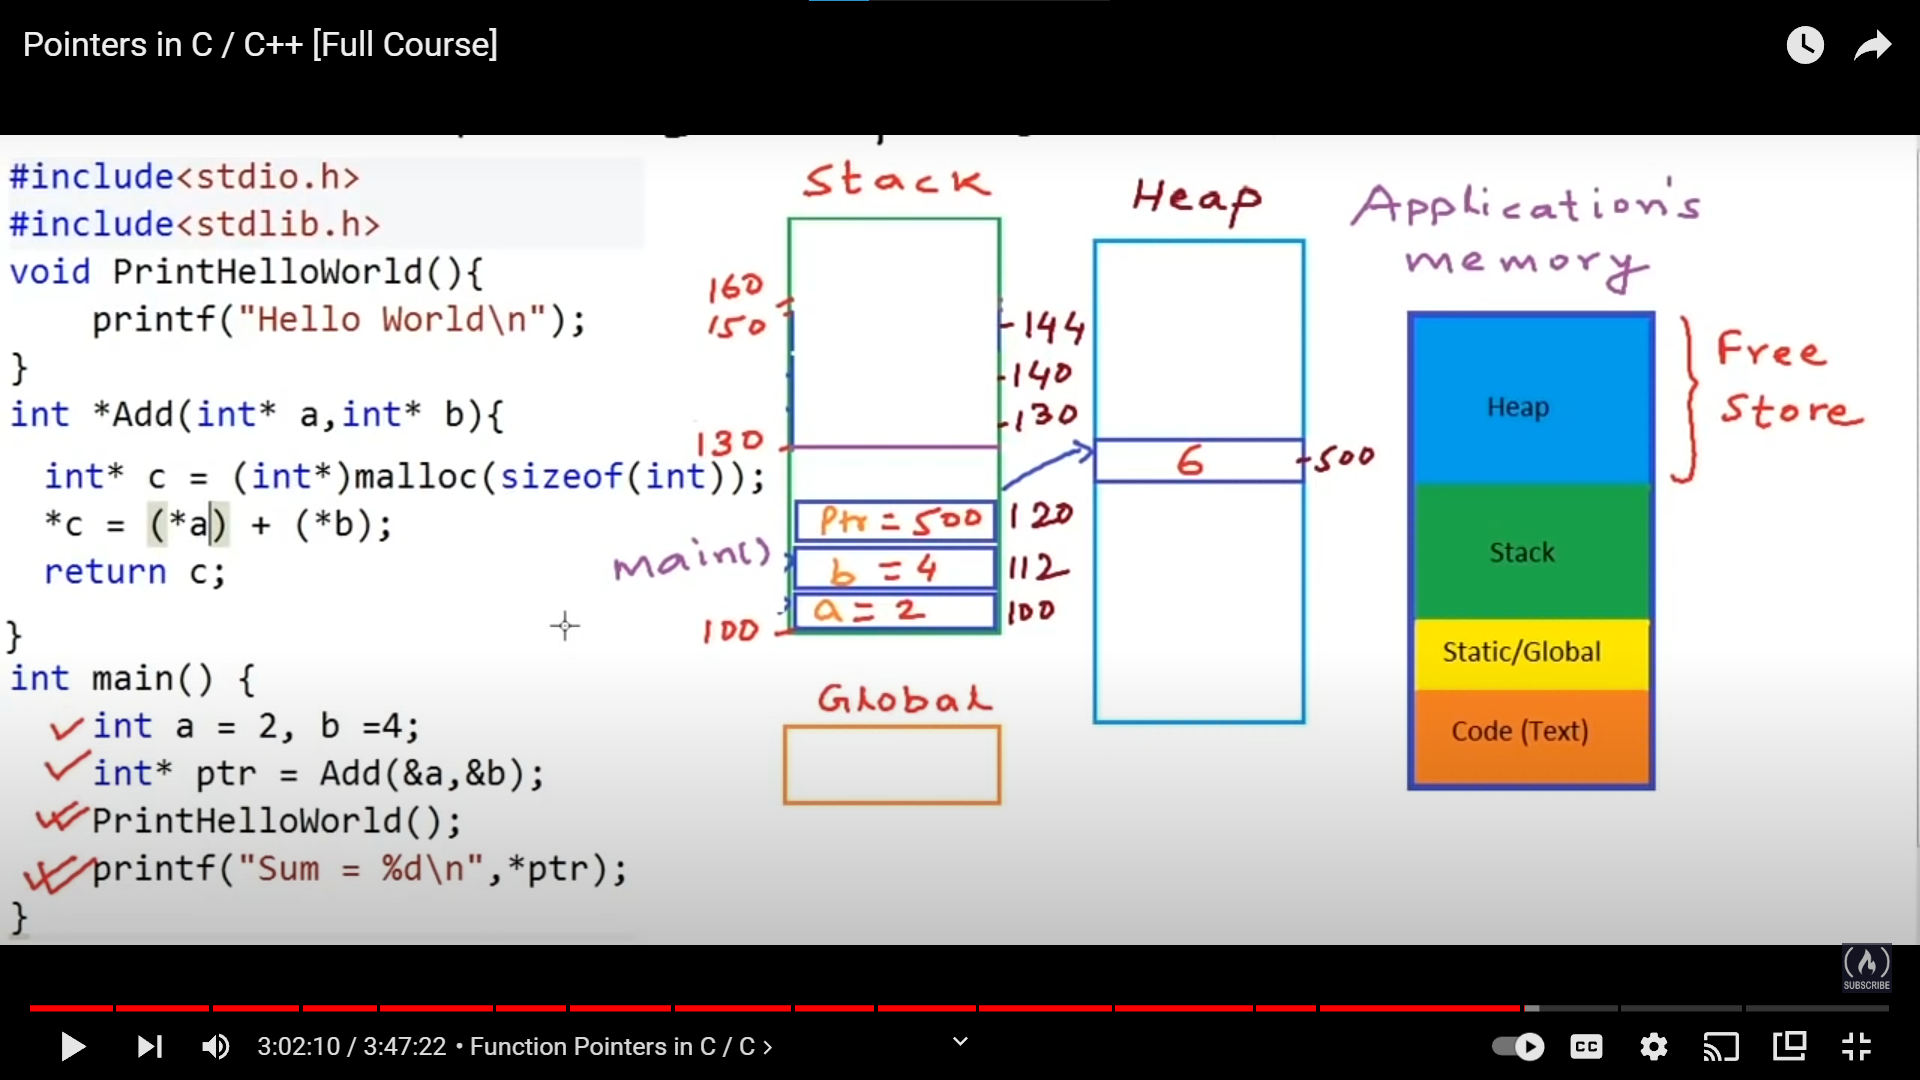 Pointers in C / C++ [Full Course]
#include<stdio.h>
#include<stdlib.h>
void PrintHelloWorld(){
printf("Hello World\n");
}
int *Add(int* a,int* b){
int* c = (int*)malloc(sizeof(int));
*c = (*a) + (*b);
return c;
}
int main() {
int a = 2, b =4;
int* ptr = Add(&a,&b);
PrintHelloWorld();
printf("Sum = %d\n",*ptr);
}
Stack
160
150
130
100
144
140
130
120
112
100
main()
Ptr = 500
b = 4
a = 2
Global
Heap
6
500
Application's
memory
Heap
Stack
Static/Global
Code (Text)
Free
Store
SUBSCRIBE
3:02:10 / 3:47:22 • Function Pointers in C / C >
CC